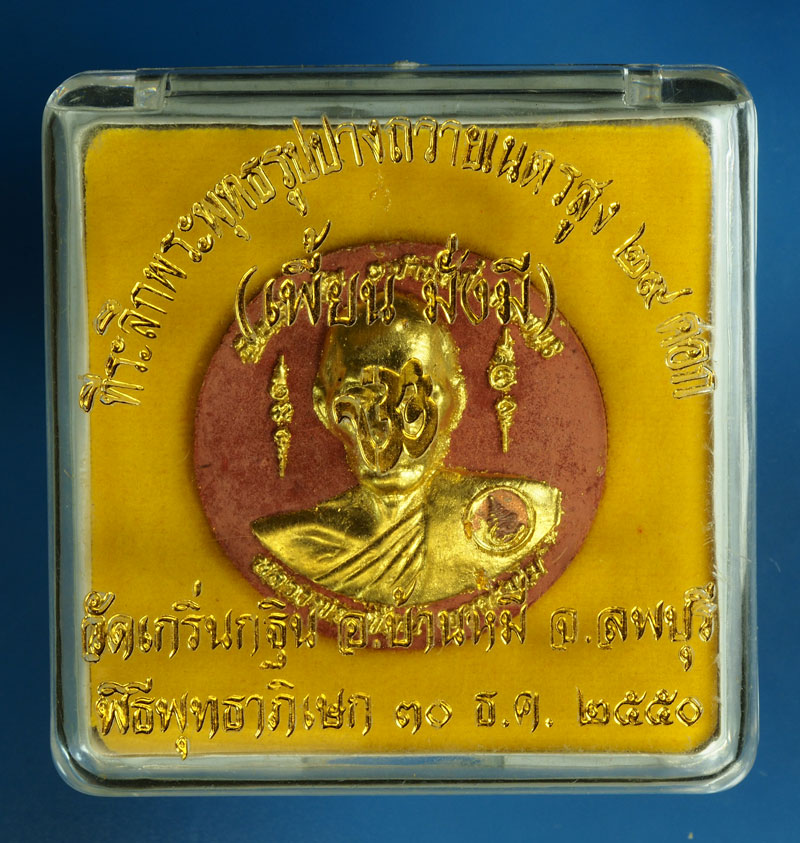 ที่ระลึกพระพุทธรูปปางถวายเนตรสูง ๒๙ ศอก
(เพี้ยน มั่งมี)
วัดเกริ่นกฐิน อ.บ้านหมี่ จ.ลพบุรี
พิธีพุทธาภิเษก ๓๐ ธ.ค. ๒๕๕๐